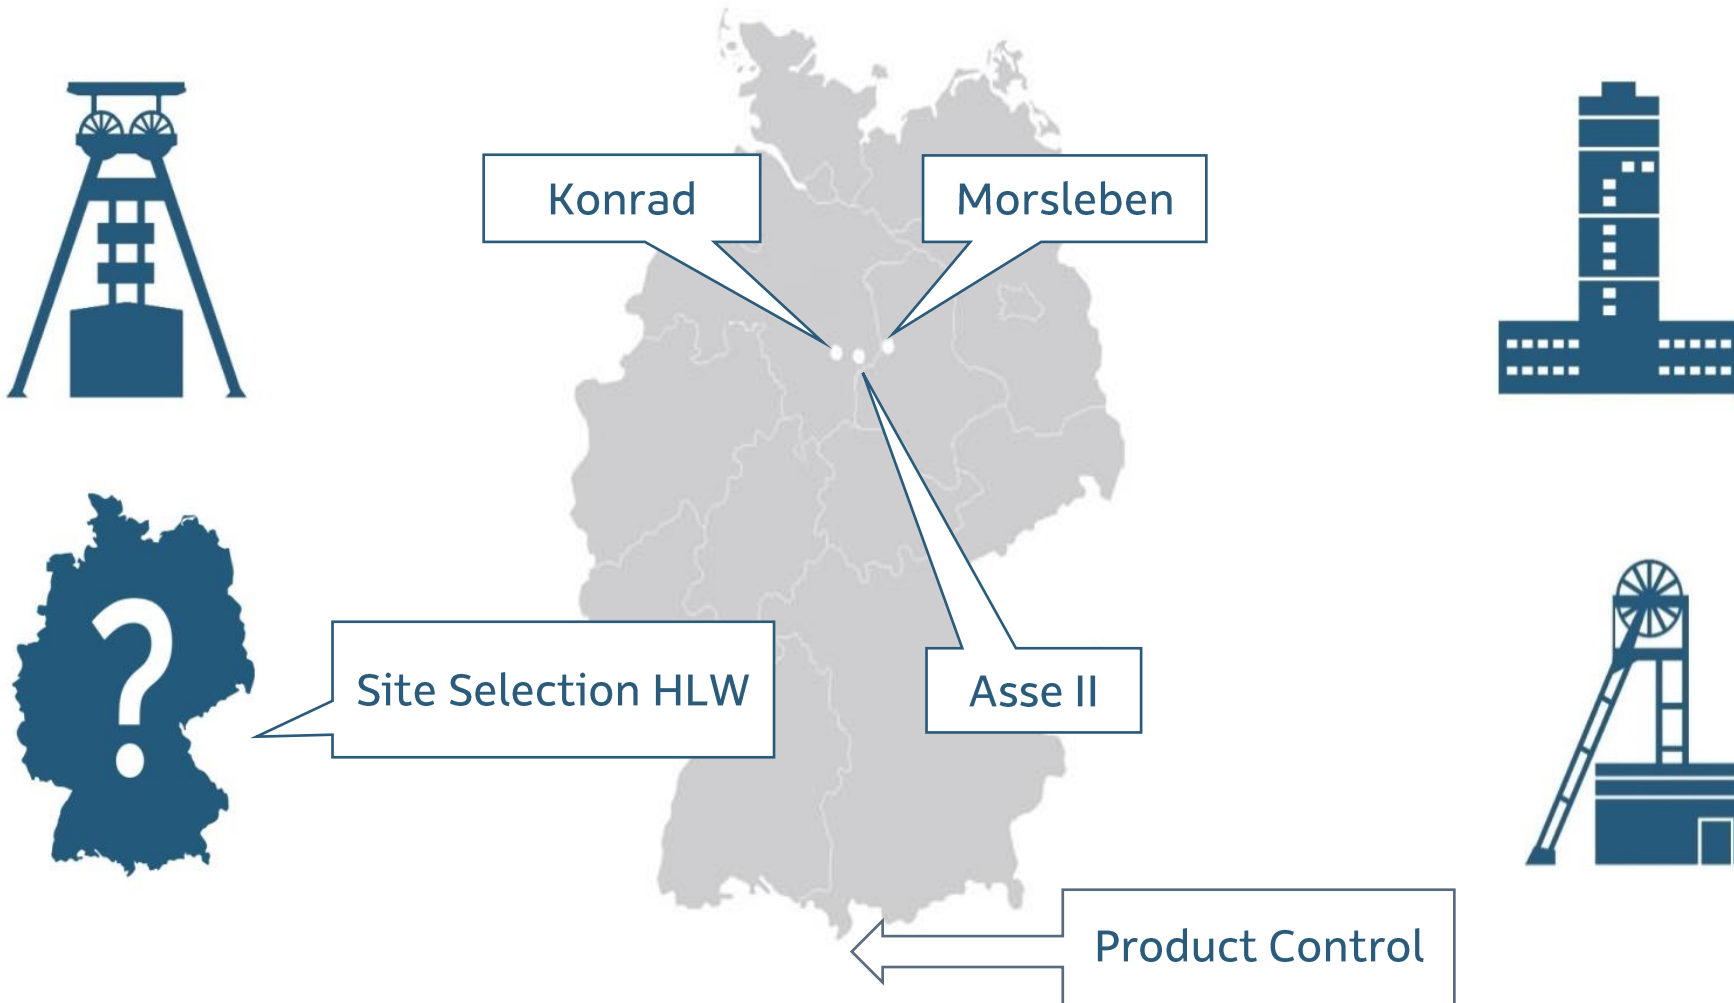 Konrad
Morsleben
Site Selection HLW
Asse II
Product Control
?